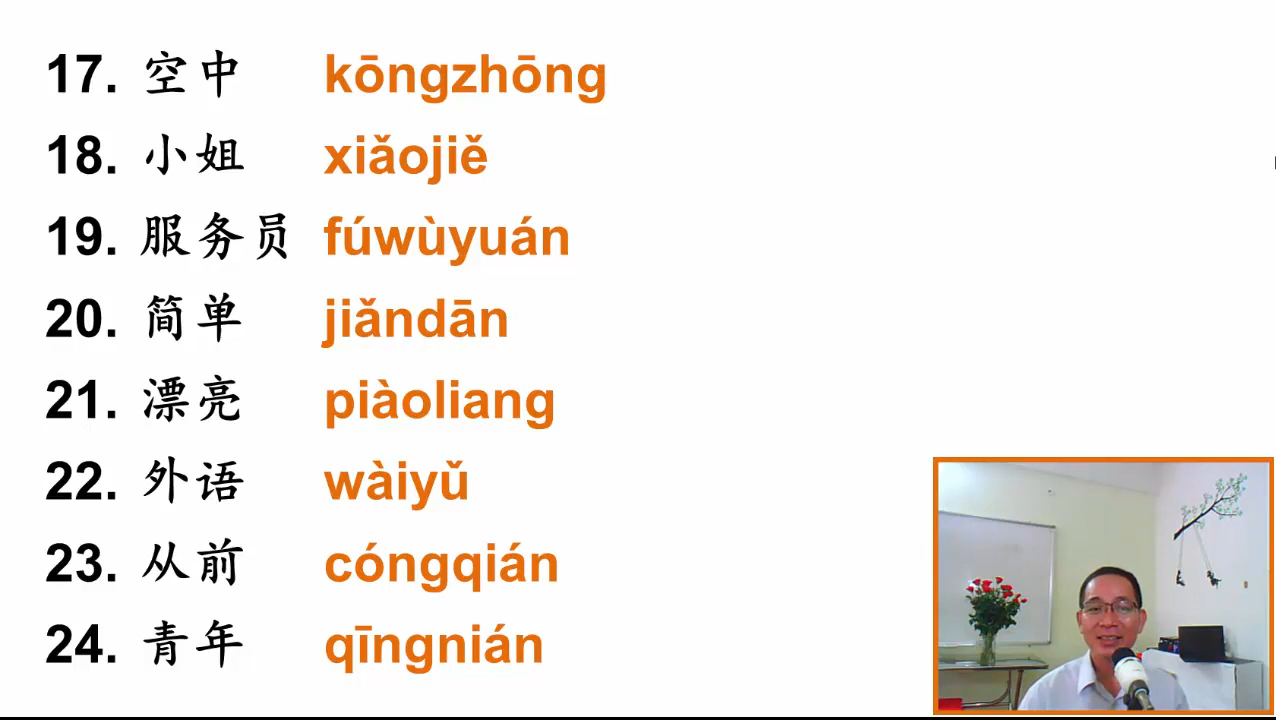 17. 空中 kōngzhōng
18. 小姐 xiǎojiě
19. 服务员 fúwùyuán
20. 简单 jiǎndān
21. 漂亮 piàoliang
22. 外语 wàiyǔ
23. 从前 cóngqián
24. 青年 qīngnián